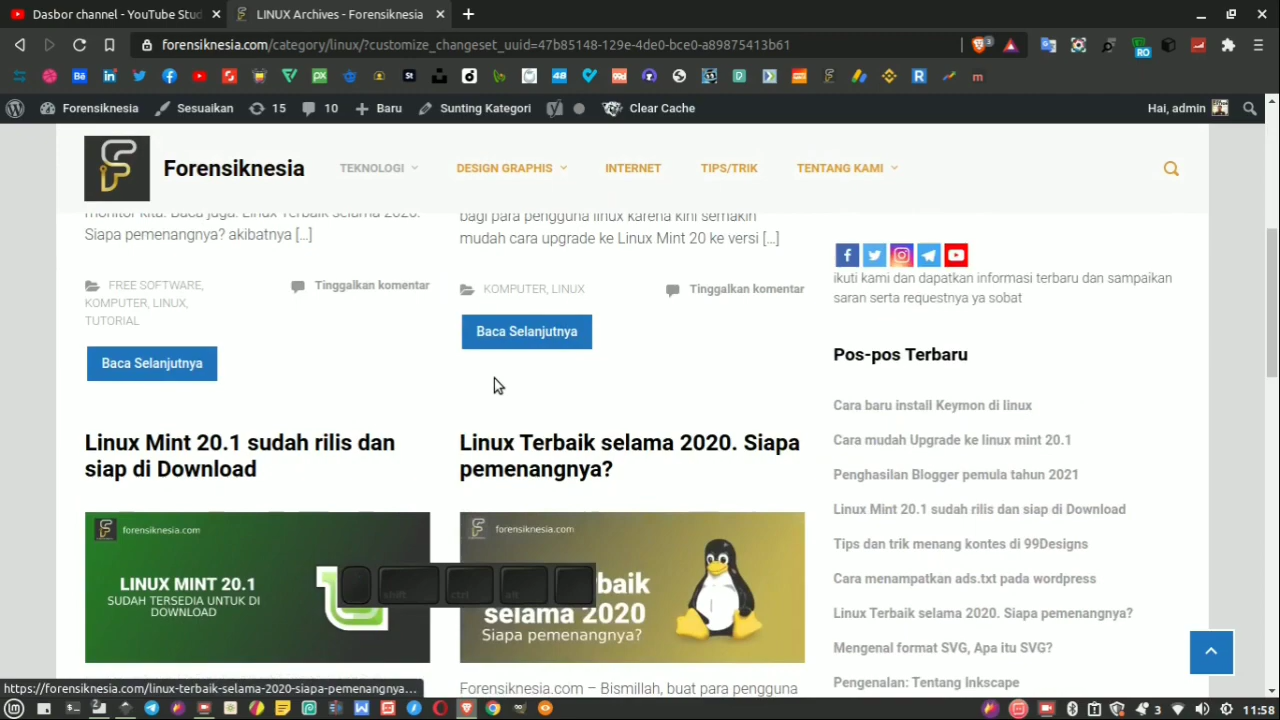 Dasbor channel - YouTube Stud
LINUX Archives - Forensiknesia
forensiknesia.com/category/linux/?customize_changeset_uuid=47b85148-129e-4de0-bce0-a89875413b61
Forensiknesia
Sesuaikan
15
10
Baru
Sunting Kategori
Clear Cache
Hai, admin
Forensiknesia
TEKNOLOGI
DESIGN GRAPHIS
INTERNET
TIPS/TRIK
TENTANG KAMI
monitor kita. Baca juga: Linux Terbaik selama 2020.
Siapa pemenangnya? akibatnya [...]
FREE SOFTWARE,
KOMPUTER, LINUX,
TUTORIAL
Tinggalkan komentar
Baca Selanjutnya
bagi para pengguna linux karena kini semakin
mudah cara upgrade ke Linux Mint 20 ke versi [...]
KOMPUTER, LINUX
Tinggalkan komentar
Baca Selanjutnya
Linux Mint 20.1 sudah rilis dan
siap di Download
forensiknesia.com
LINUX MINT 20.1
SUDAH TERSEDIA UNTUK DI
DOWNLOAD
shift
ctrl
alt
Linux Terbaik selama 2020. Siapa
pemenangnya?
forensiknesia.com
baik
selama 2020
Siapa pemenangnya?
Forensiknesia.com – Bismillah, buat para pengguna
ikuti kami dan dapatkan informasi terbaru dan sampaikan
saran serta requestnya ya sobat
Pos-pos Terbaru
Cara baru install Keymon di linux
Cara mudah Upgrade ke linux mint 20.1
Penghasilan Blogger pemula tahun 2021
Linux Mint 20.1 sudah rilis dan siap di Download
Tips dan trik menang kontes di 99Designs
Cara menampatkan ads.txt pada wordpress
Linux Terbaik selama 2020. Siapa pemenangnya?
Mengenal format SVG, Apa itu SVG?
Pengenalan: Tentang Inkscape
https://forensiknesia.com/linux-terbaik-selama-2020-siapa-pemenangnya...
3
11:58